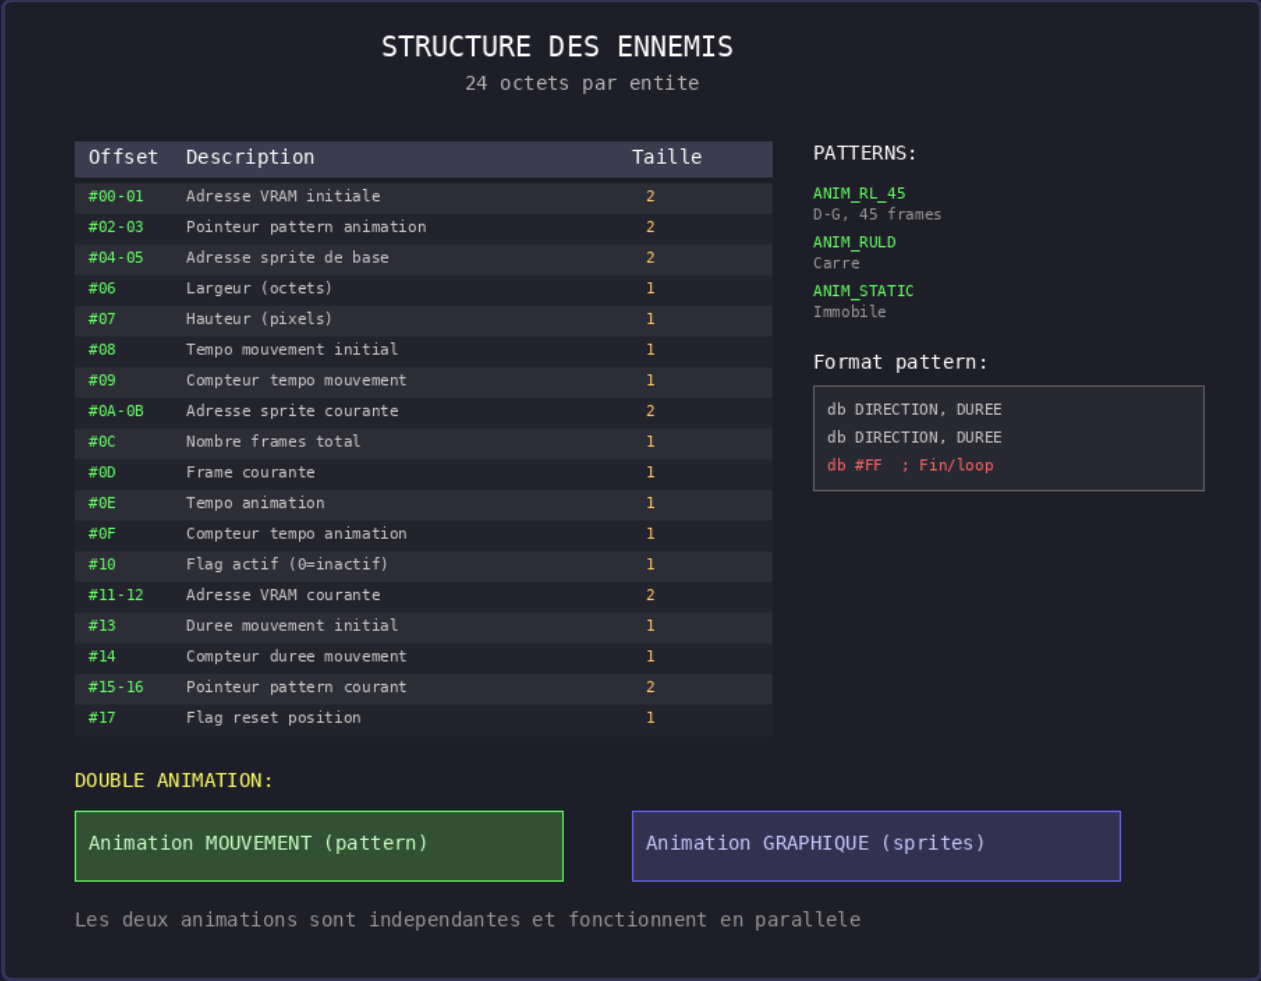 STRUCTURE DES ENNEMIS
24 octets par entite
Offset Description Taille
#00-01 Adresse VRAM initiale 2
#02-03 Pointeur pattern animation 2
#04-05 Adresse sprite de base 2
#06 Largeur (octets) 1
#07 Hauteur (pixels) 1
#08 Tempo mouvement initial 1
#09 Compteur tempo mouvement 1
#0A-0B Adresse sprite courante 2
#0C Nombre frames total 1
#0D Frame courante 1
#0E Tempo animation 1
#0F Compteur tempo animation 1
#10 Flag actif (0=inactif) 1
#11-12 Adresse VRAM courante 2
#13 Duree mouvement initial 1
#14 Compteur duree mouvement 1
#15-16 Pointeur pattern courant 2
#17 Flag reset position 1
PATTERNS:
ANIM_RL_45
D-G, 45 frames
ANIM_RULD
Carre
ANIM_STATIC
Immobile
Format pattern:
db DIRECTION, DUREE
db DIRECTION, DUREE
db #FF ; Fin/loop
DOUBLE ANIMATION:
Animation MOUVEMENT (pattern)
Animation GRAPHIQUE (sprites)
Les deux animations sont independantes et fonctionnent en parallele